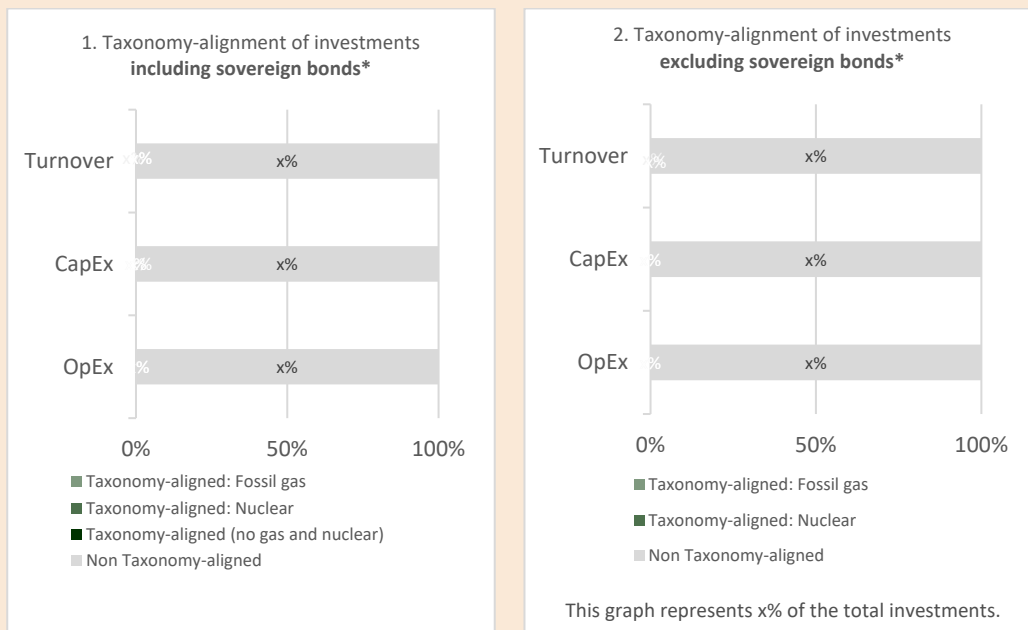 1. Taxonomy-alignment of investments
including sovereign bonds*
Turnover
x%
CapEx
x%
OpEx
%
x%
0% 50% 100%
Taxonomy-aligned: Fossil gas
Taxonomy-aligned: Nuclear
Taxonomy-aligned (no gas and nuclear)
Non Taxonomy-aligned
2. Taxonomy-alignment of investments
excluding sovereign bonds*
Turnover
x%
CapEx
x%
OpEx
%
x%
0% 50% 100%
Taxonomy-aligned: Fossil gas
Taxonomy-aligned: Nuclear
Non Taxonomy-aligned
This graph represents x% of the total investments.